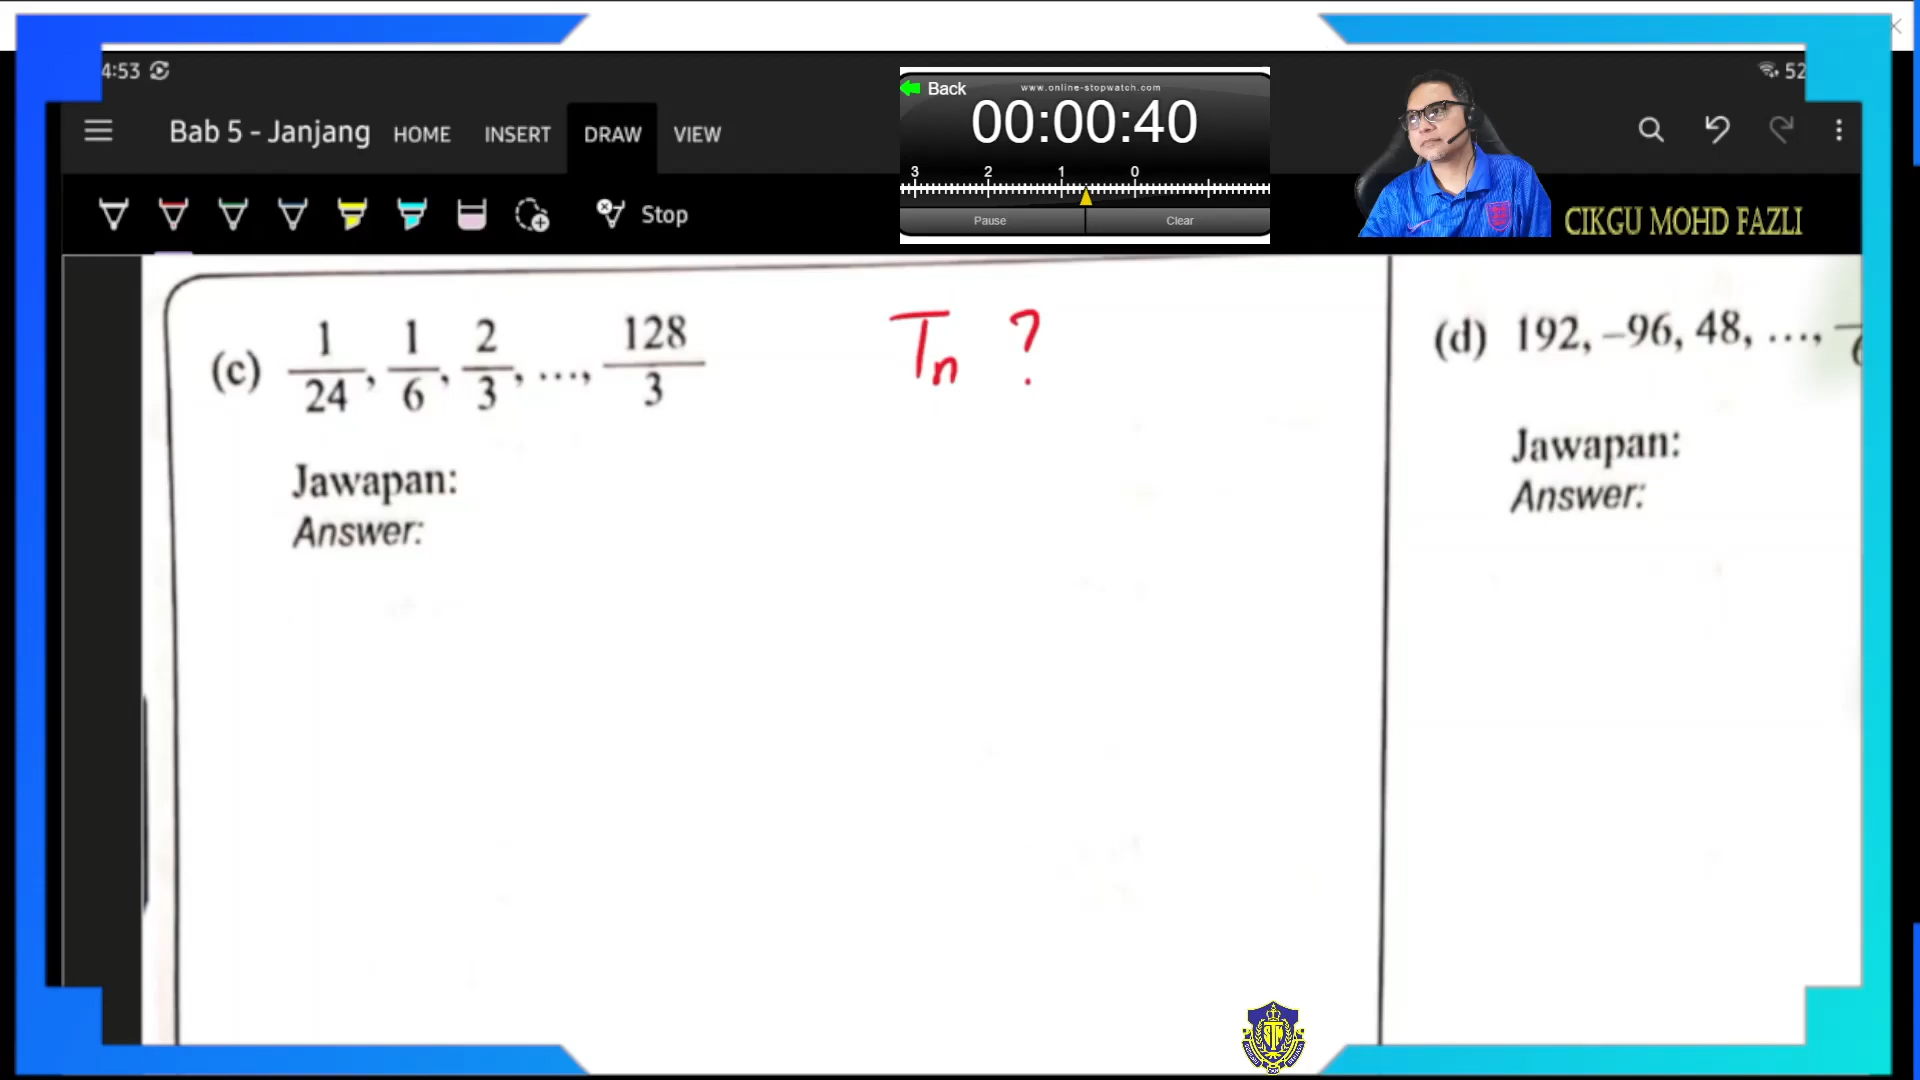 4:53
52
Bab 5 - Janjang
HOME
INSERT
DRAW
VIEW
Stop
Back
www.online-stopwatch.com
00:00:40
3 2 1 0
Pause
Clear
CIKGU MOHD FAZLI
(c) 1/24, 1/6, 2/3, ..., 128/3
Tn ?
Jawapan:
Answer:
(d) 192, –96, 48, ...,
Jawapan:
Answer: